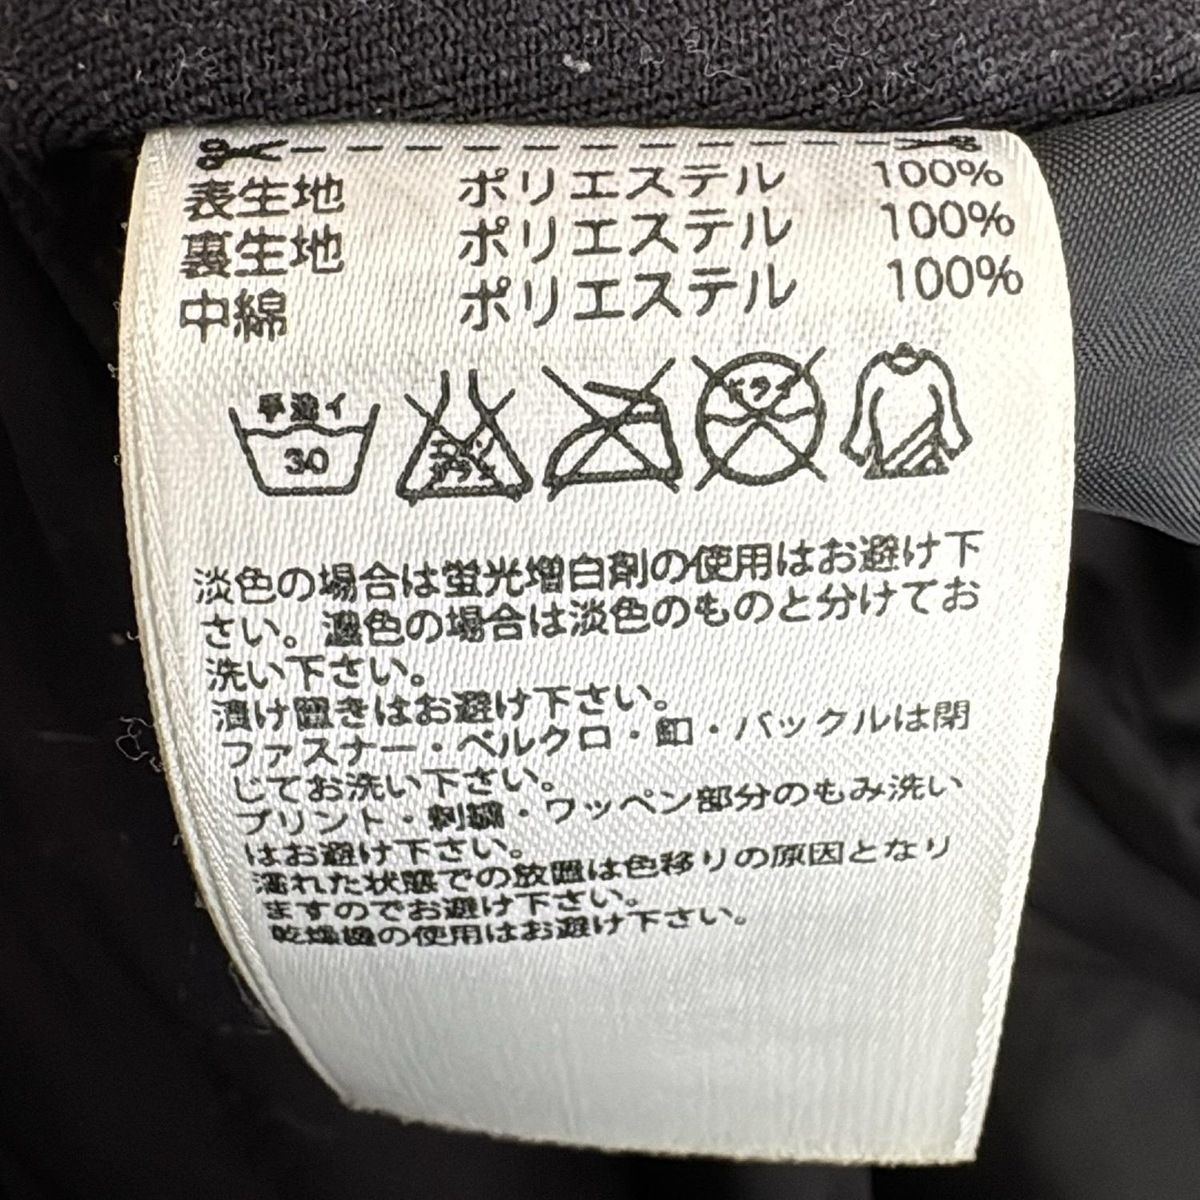 表生地 ポリエステル 100%
裏生地 ポリエステル 100%
中綿 ポリエステル 100%
手洗イ
30
エンソ
サラシ
ドライ
淡色の場合は蛍光増白剤の使用はお避け下
さい。濃色の場合は淡色のものと分けてお
洗い下さい。
漬け置きはお避け下さい。
ファスナー・ベルクロ・釦・バックルは閉
じてお洗い下さい。
プリント・刺繍・ワッペン部分のもみ洗い
はお避け下さい。
濡れた状態での放置は色移りの原因となり
ますのでお避け下さい。
乾燥機の使用はお避け下さい。